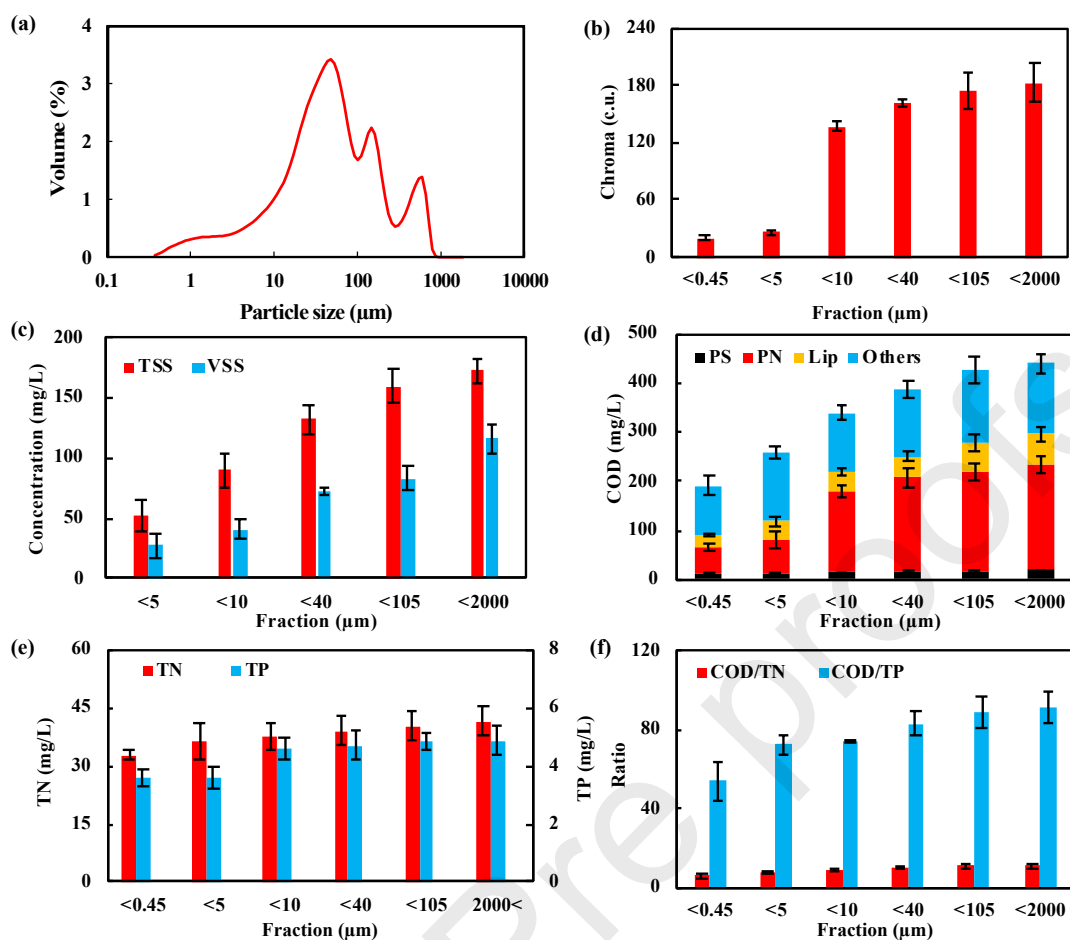 (a)
4
3
2
1
0
Volume (%)
0.1 1 10 100 1000 10000
Particle size (µm)
(b)
240
180
120
60
0
Chroma (c.u.)
<0.45 <5 <10 <40 <105 <2000
Fraction (µm)
(c)
200
150
100
50
0
Concentration (mg/L)
TSS VSS
<5 <10 <40 <105 <2000
Fraction (µm)
(d)
500
400
300
200
100
0
COD (mg/L)
PS PN Lip Others
<0.45 <5 <10 <40 <105 <2000
Fraction (µm)
(e)
60
45
30
15
0
TN (mg/L)
TN TP
8
6
4
2
0
TP (mg/L)
<0.45 <5 <10 <40 <105 2000<
Fraction (µm)
(f)
120
80
40
0
Ratio
COD/TN COD/TP
<0.45 <5 <10 <40 <105 <2000
Fraction (µm)
Pre proofs